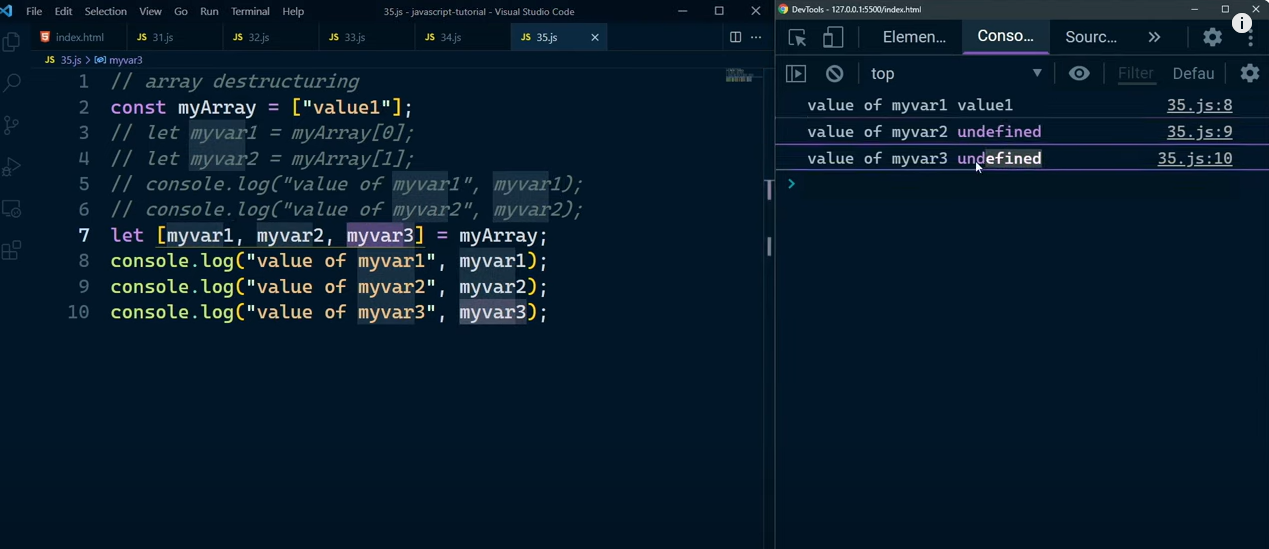 File Edit Selection View Go Run Terminal Help 35.js - javascript-tutorial - Visual Studio Code
index.html JS 31.js JS 32.js JS 33.js JS 34.js JS 35.js
JS 35.js > myvar3
1 // array destructuring
2 const myArray = ["value1"];
3 // let myvar1 = myArray[0];
4 // let myvar2 = myArray[1];
5 // console.log("value of myvar1", myvar1);
6 // console.log("value of myvar2", myvar2);
7 let [myvar1, myvar2, myvar3] = myArray;
8 console.log("value of myvar1", myvar1);
9 console.log("value of myvar2", myvar2);
10 console.log("value of myvar3", myvar3);
DevTools - 127.0.0.1:5500/index.html
Elemen... Conso... Sourc...
top Filter Defau
value of myvar1 value1 35.js:8
value of myvar2 undefined 35.js:9
value of myvar3 undefined 35.js:10